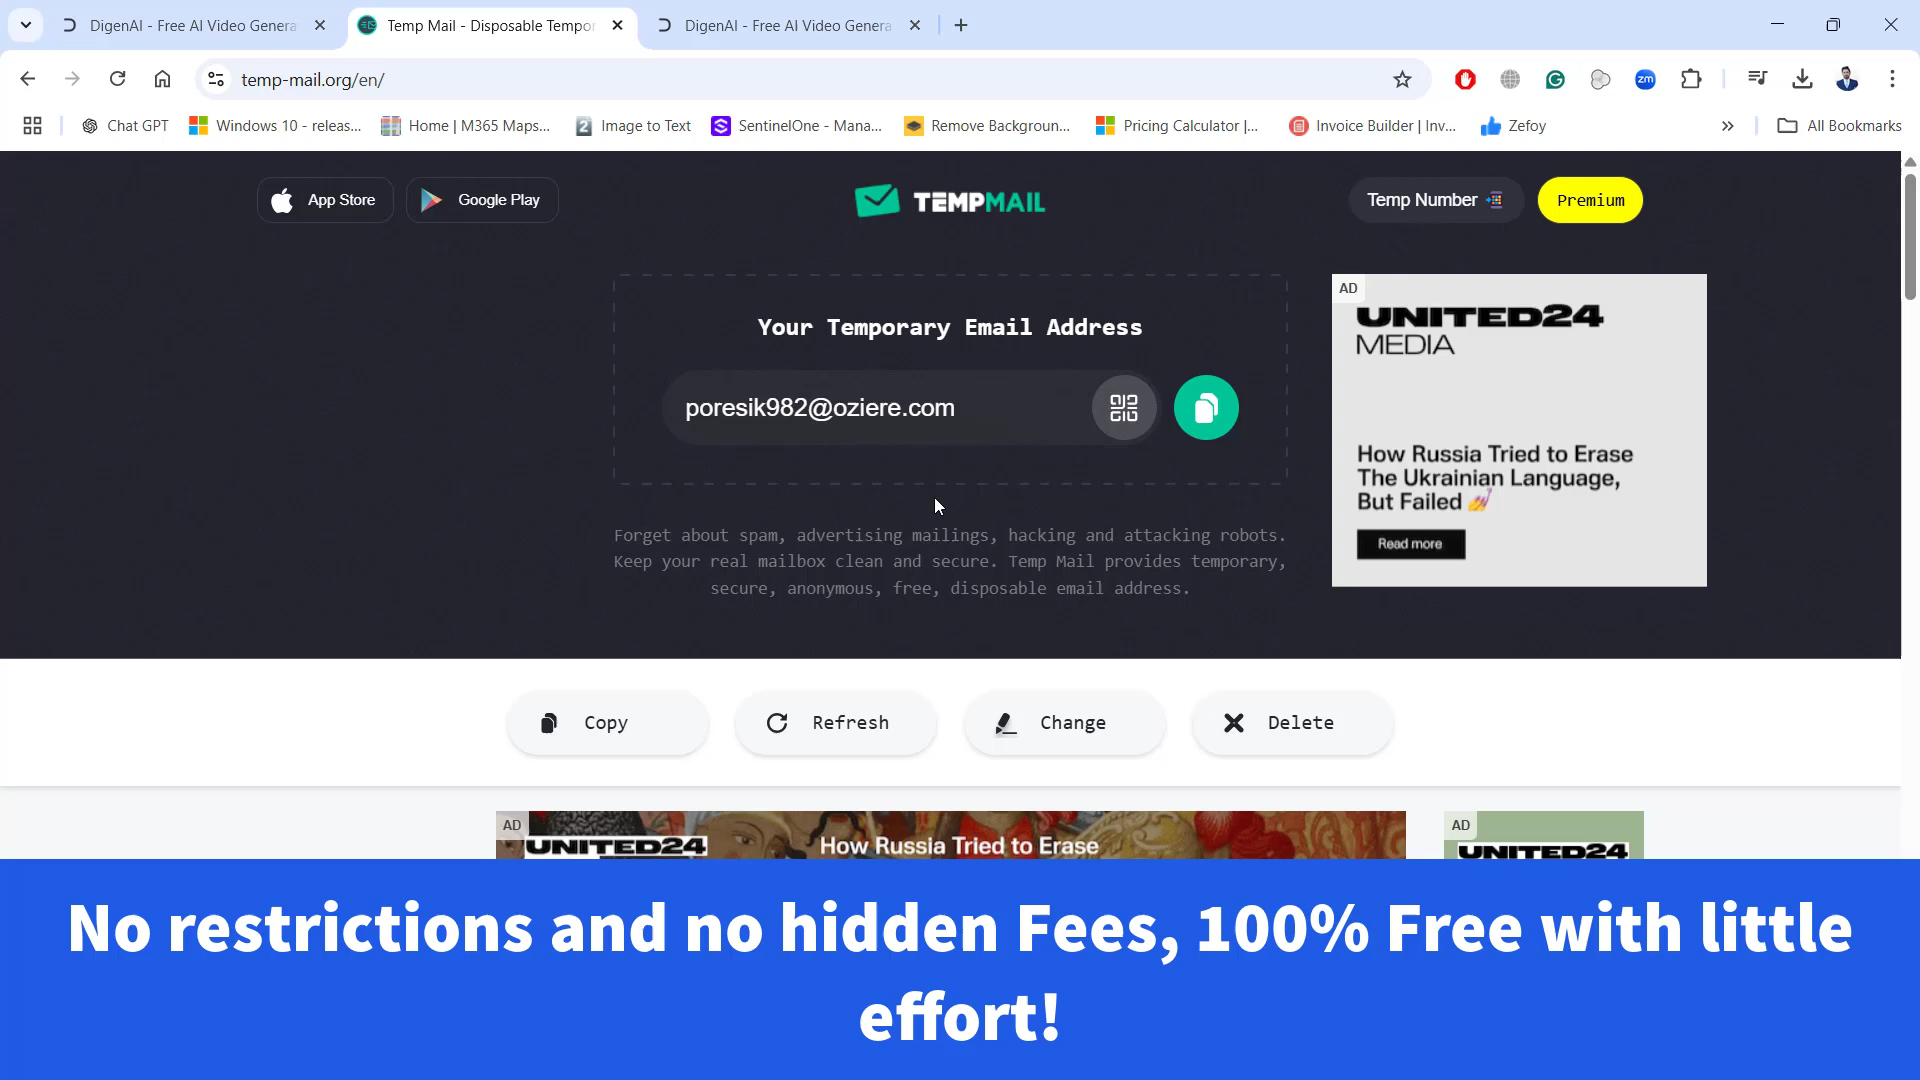 DigenAI - Free AI Video Genera
Temp Mail - Disposable Tempor
DigenAI - Free AI Video Genera
temp-mail.org/en/
zm
Chat GPT
Windows 10 - releas...
Home | M365 Maps...
2 Image to Text
SentinelOne - Mana...
Remove Backgroun...
Pricing Calculator |...
Invoice Builder | Inv...
Zefoy
All Bookmarks
App Store
Google Play
TEMPMAIL
Temp Number
Premium
Your Temporary Email Address
poresik982@oziere.com
Forget about spam, advertising mailings, hacking and attacking robots.
Keep your real mailbox clean and secure. Temp Mail provides temporary,
secure, anonymous, free, disposable email address.
AD
UNITED24
MEDIA
How Russia Tried to Erase
The Ukrainian Language,
But Failed 💅
Read more
Copy
Refresh
Change
Delete
AD
UNITED24
How Russia Tried to Erase
AD
UNITED24
No restrictions and no hidden Fees, 100% Free with little
effort!